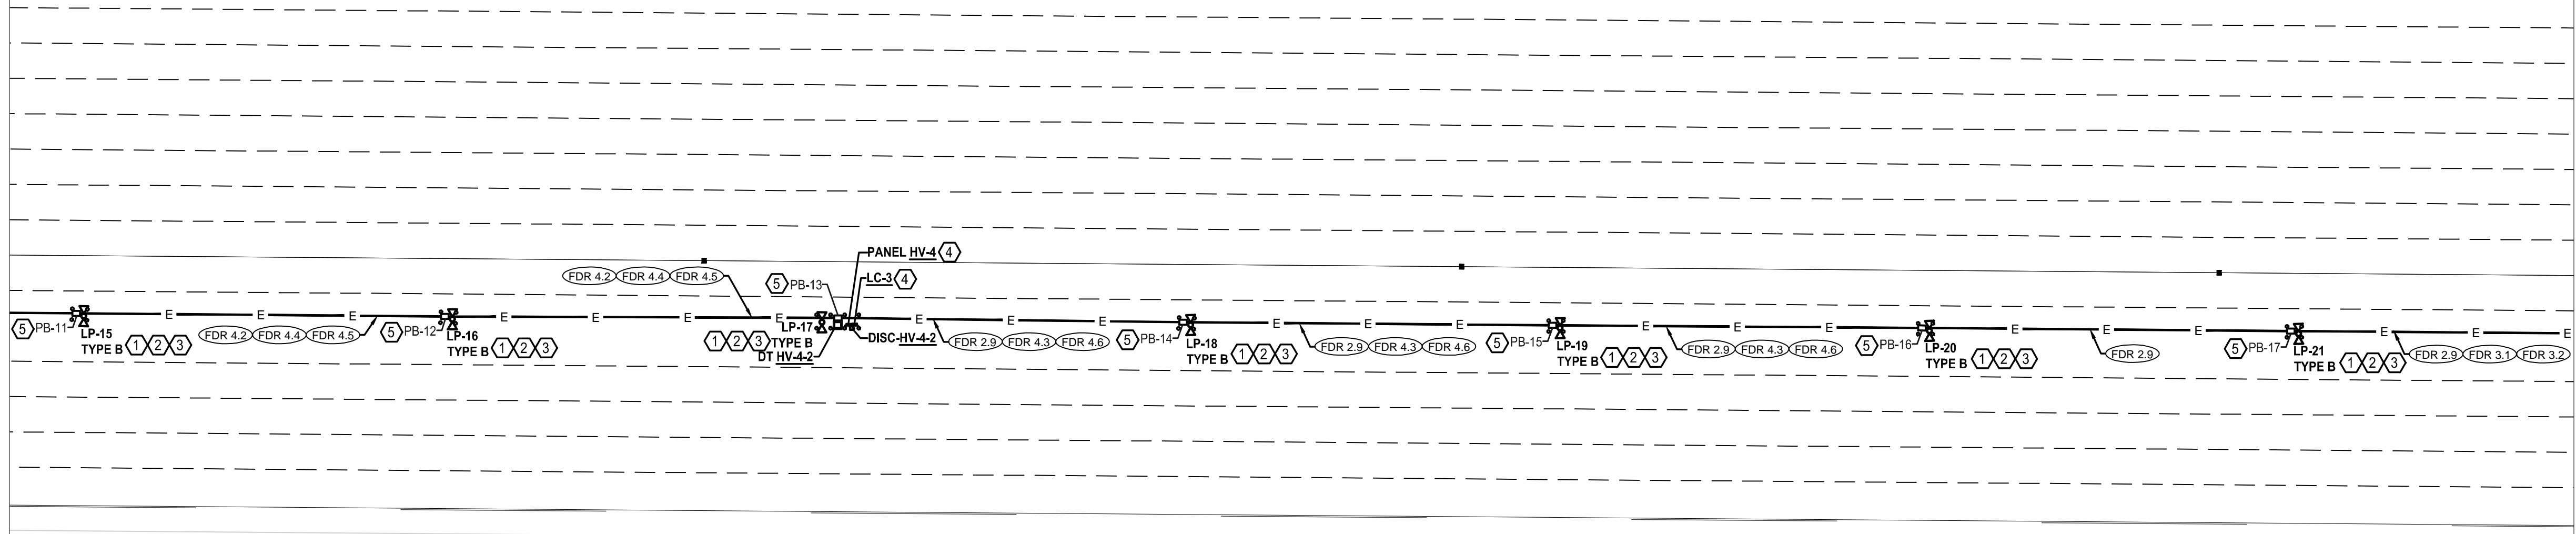 PANEL HV-4 4
FDR 4.2 FDR 4.4 FDR 4.5
5 PB-13
LC-3 4
5 PB-11
LP-15
TYPE B 1 2 3
E E E
FDR 4.2 FDR 4.4 FDR 4.5
5 PB-12
LP-16
TYPE B 1 2 3
E E E E
LP-17
1 2 3 TYPE B
DT HV-4-2
DISC-HV-4-2
E E E
FDR 2.9 FDR 4.3 FDR 4.6
5 PB-14
LP-18
TYPE B 1 2 3
E E E
FDR 2.9 FDR 4.3 FDR 4.6
5 PB-15
LP-19
TYPE B 1 2 3
E E E
FDR 2.9 FDR 4.3 FDR 4.6
5 PB-16
LP-20
TYPE B 1 2 3
E E E
FDR 2.9
5 PB-17
LP-21
TYPE B 1 2 3
E E E
FDR 2.9 FDR 3.1 FDR 3.2